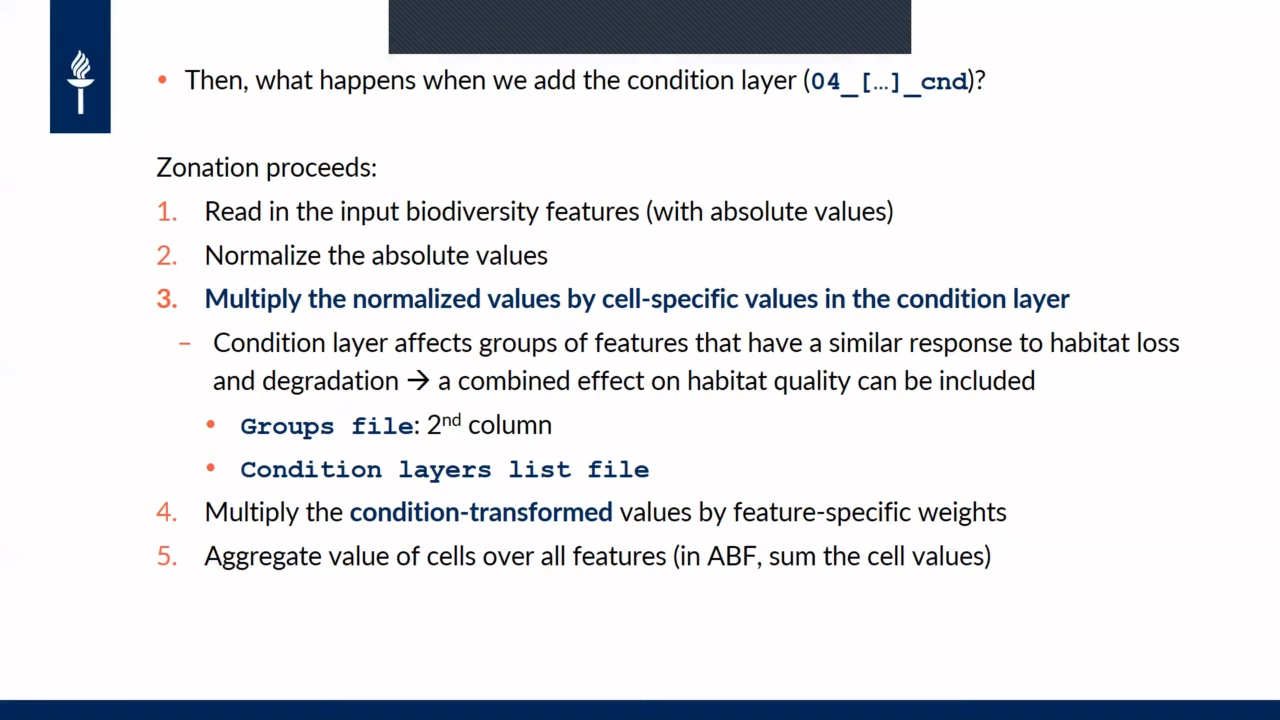 • Then, what happens when we add the condition layer (04_[…]_cnd)?
Zonation proceeds:
1. Read in the input biodiversity features (with absolute values)
2. Normalize the absolute values
3. Multiply the normalized values by cell-specific values in the condition layer
– Condition layer affects groups of features that have a similar response to habitat loss
and degradation → a combined effect on habitat quality can be included
• Groups file: 2nd column
• Condition layers list file
4. Multiply the condition-transformed values by feature-specific weights
5. Aggregate value of cells over all features (in ABF, sum the cell values)